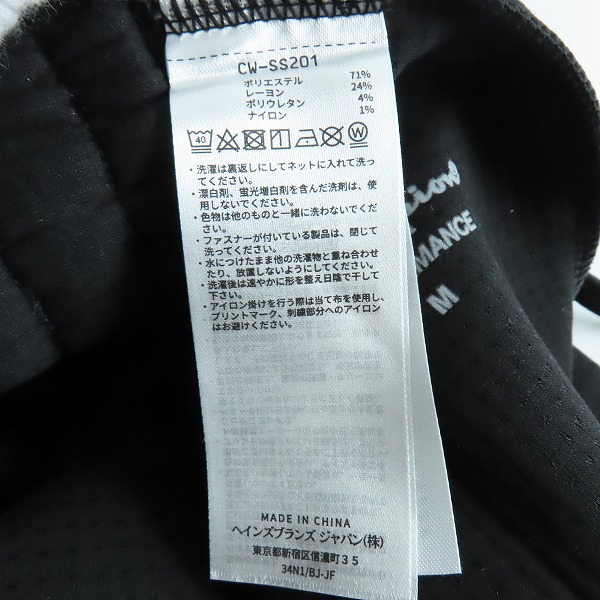 CW-SS201
ポリエステル 71%
レーヨン 24%
ポリウレタン 4%
ナイロン 1%
40 W
・洗濯は裏返しにしてネットに入れて洗っ
てください。
・漂白剤、蛍光増白剤を含んだ洗剤は、使
用しないでください。
・色物は他のものと一緒に洗わないでください。
・ファスナーが付いている製品は、閉じて
洗ってください。
・水につけたまま他の洗濯物と重ね合わせ
たり、放置しないようにしてください。
・洗濯後は速やかに形を整え日陰で干して
下さい。
・アイロン掛けを行う際は当て布を使用し、
プリントマーク、刺繍部分へのアイロン
はお避けください。
MADE IN CHINA
ヘインズブランズ ジャパン(株)
東京都新宿区信濃町35
34N1/BJ-JF
M